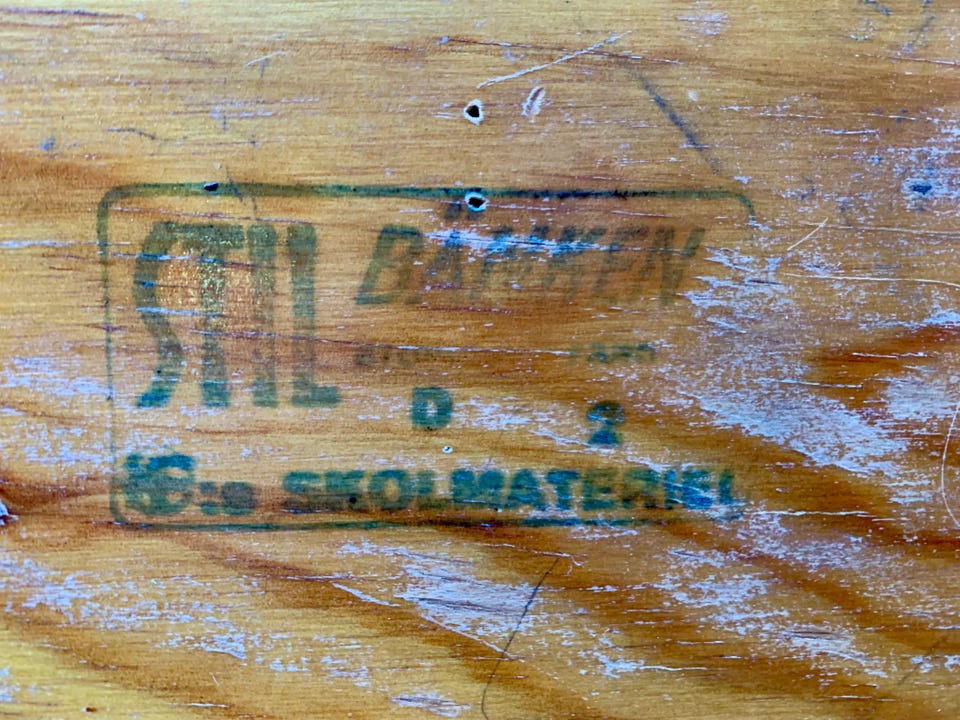 STIL BÄNKEN
D 2
SKOLMATERIEL